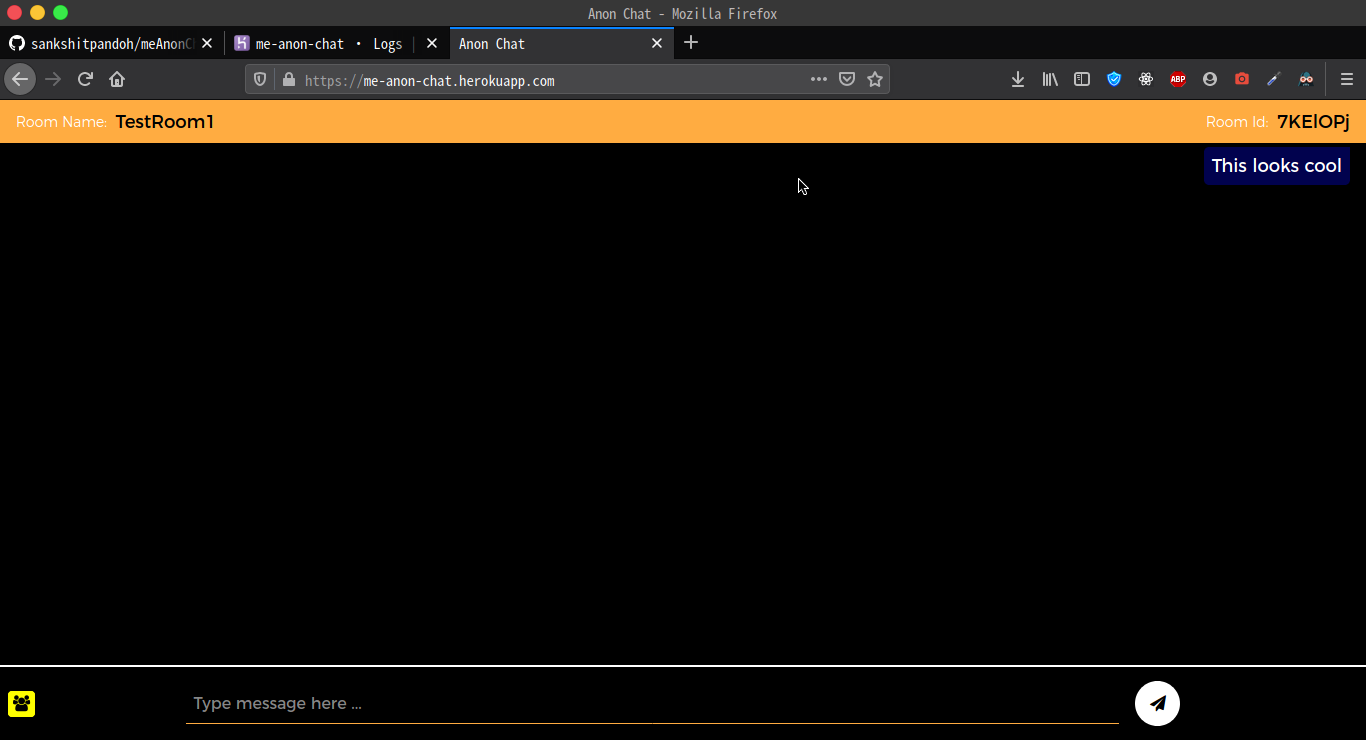 Anon Chat - Mozilla Firefox
sankshitpandoh/meAnonC
me-anon-chat • Logs |
Anon Chat
https://me-anon-chat.herokuapp.com
ABP
Room Name: TestRoom1
Room Id: 7KElOPj
This looks cool
Type message here ...